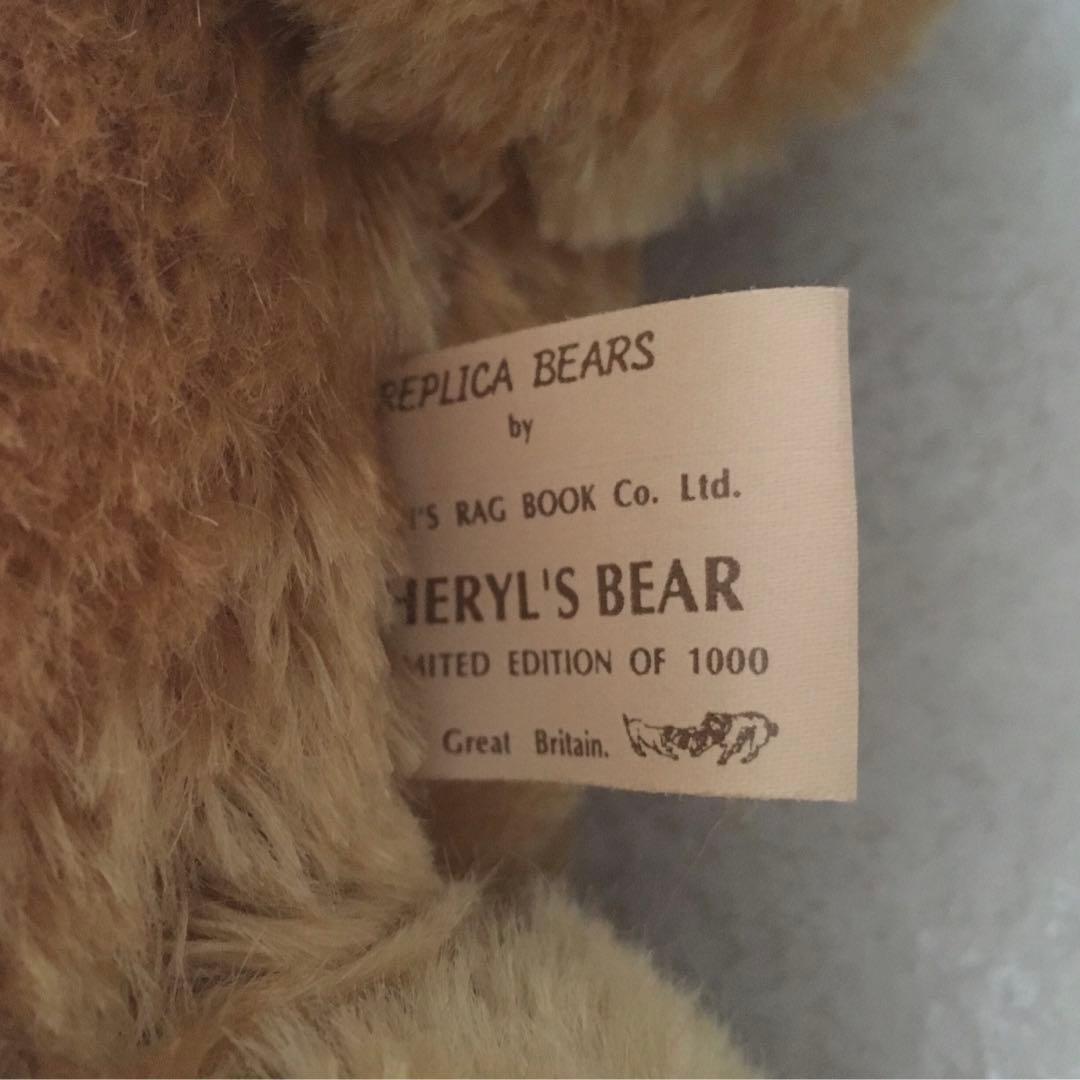 REPLICA BEARS
by
'S RAG BOOK Co. Ltd.
HERYL'S BEAR
MITED EDITION OF 1000
Great Britain.